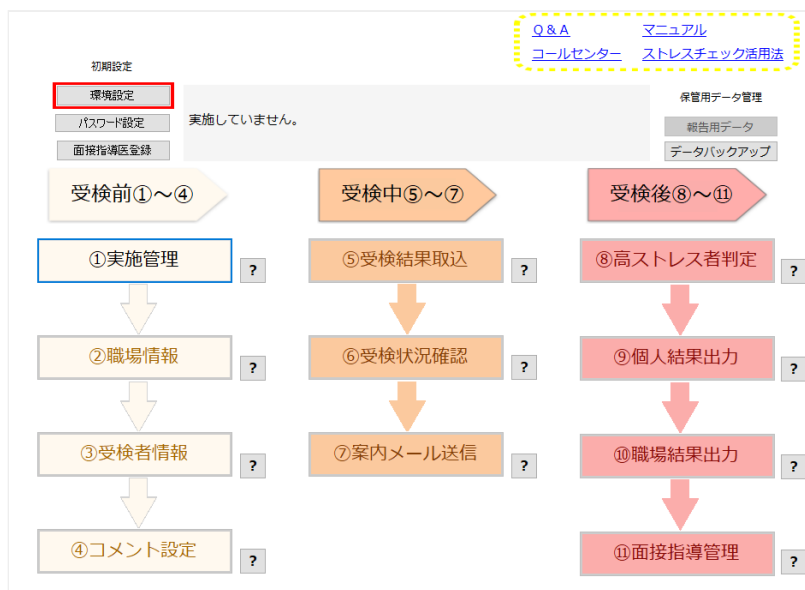 Q & A
マニュアル
コールセンター
ストレスチェック活用法
初期設定
環境設定
パスワード設定
面接指導医登録
実施していません。
保管用データ管理
報告用データ
データバックアップ
受検前①～④
受検中⑤～⑦
受検後⑧～⑪
①実施管理
?
⑤受検結果取込
?
⑧高ストレス者判定
?
②職場情報
?
⑥受検状況確認
?
⑨個人結果出力
?
③受検者情報
?
⑦案内メール送信
?
⑩職場結果出力
?
④コメント設定
?
⑪面接指導管理
?